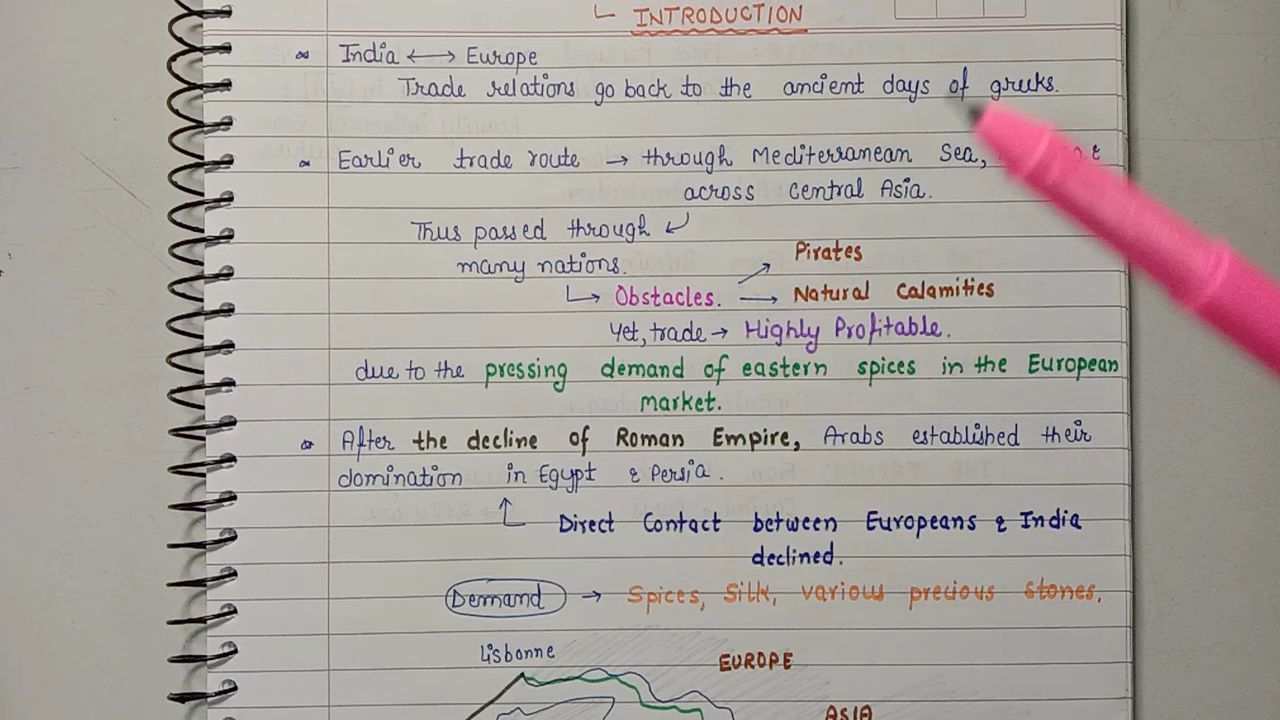 INTRODUCTION
India ←→ Europe
Trade relations go back to the ancient days of greeks.
Earlier trade route → through Mediterranean Sea,
across Central Asia.
Thus passed through
many nations.
Pirates
→ Obstacles. → Natural Calamities
Yet, trade → Highly Profitable.
due to the pressing demand of eastern spices in the European
market.
After the decline of Roman Empire, Arabs established their
domination in Egypt & Persia.
Direct Contact between Europeans & India
declined.
Demand → Spices, Silk, various precious stones.
Lisbonne
EUROPE
ASIA